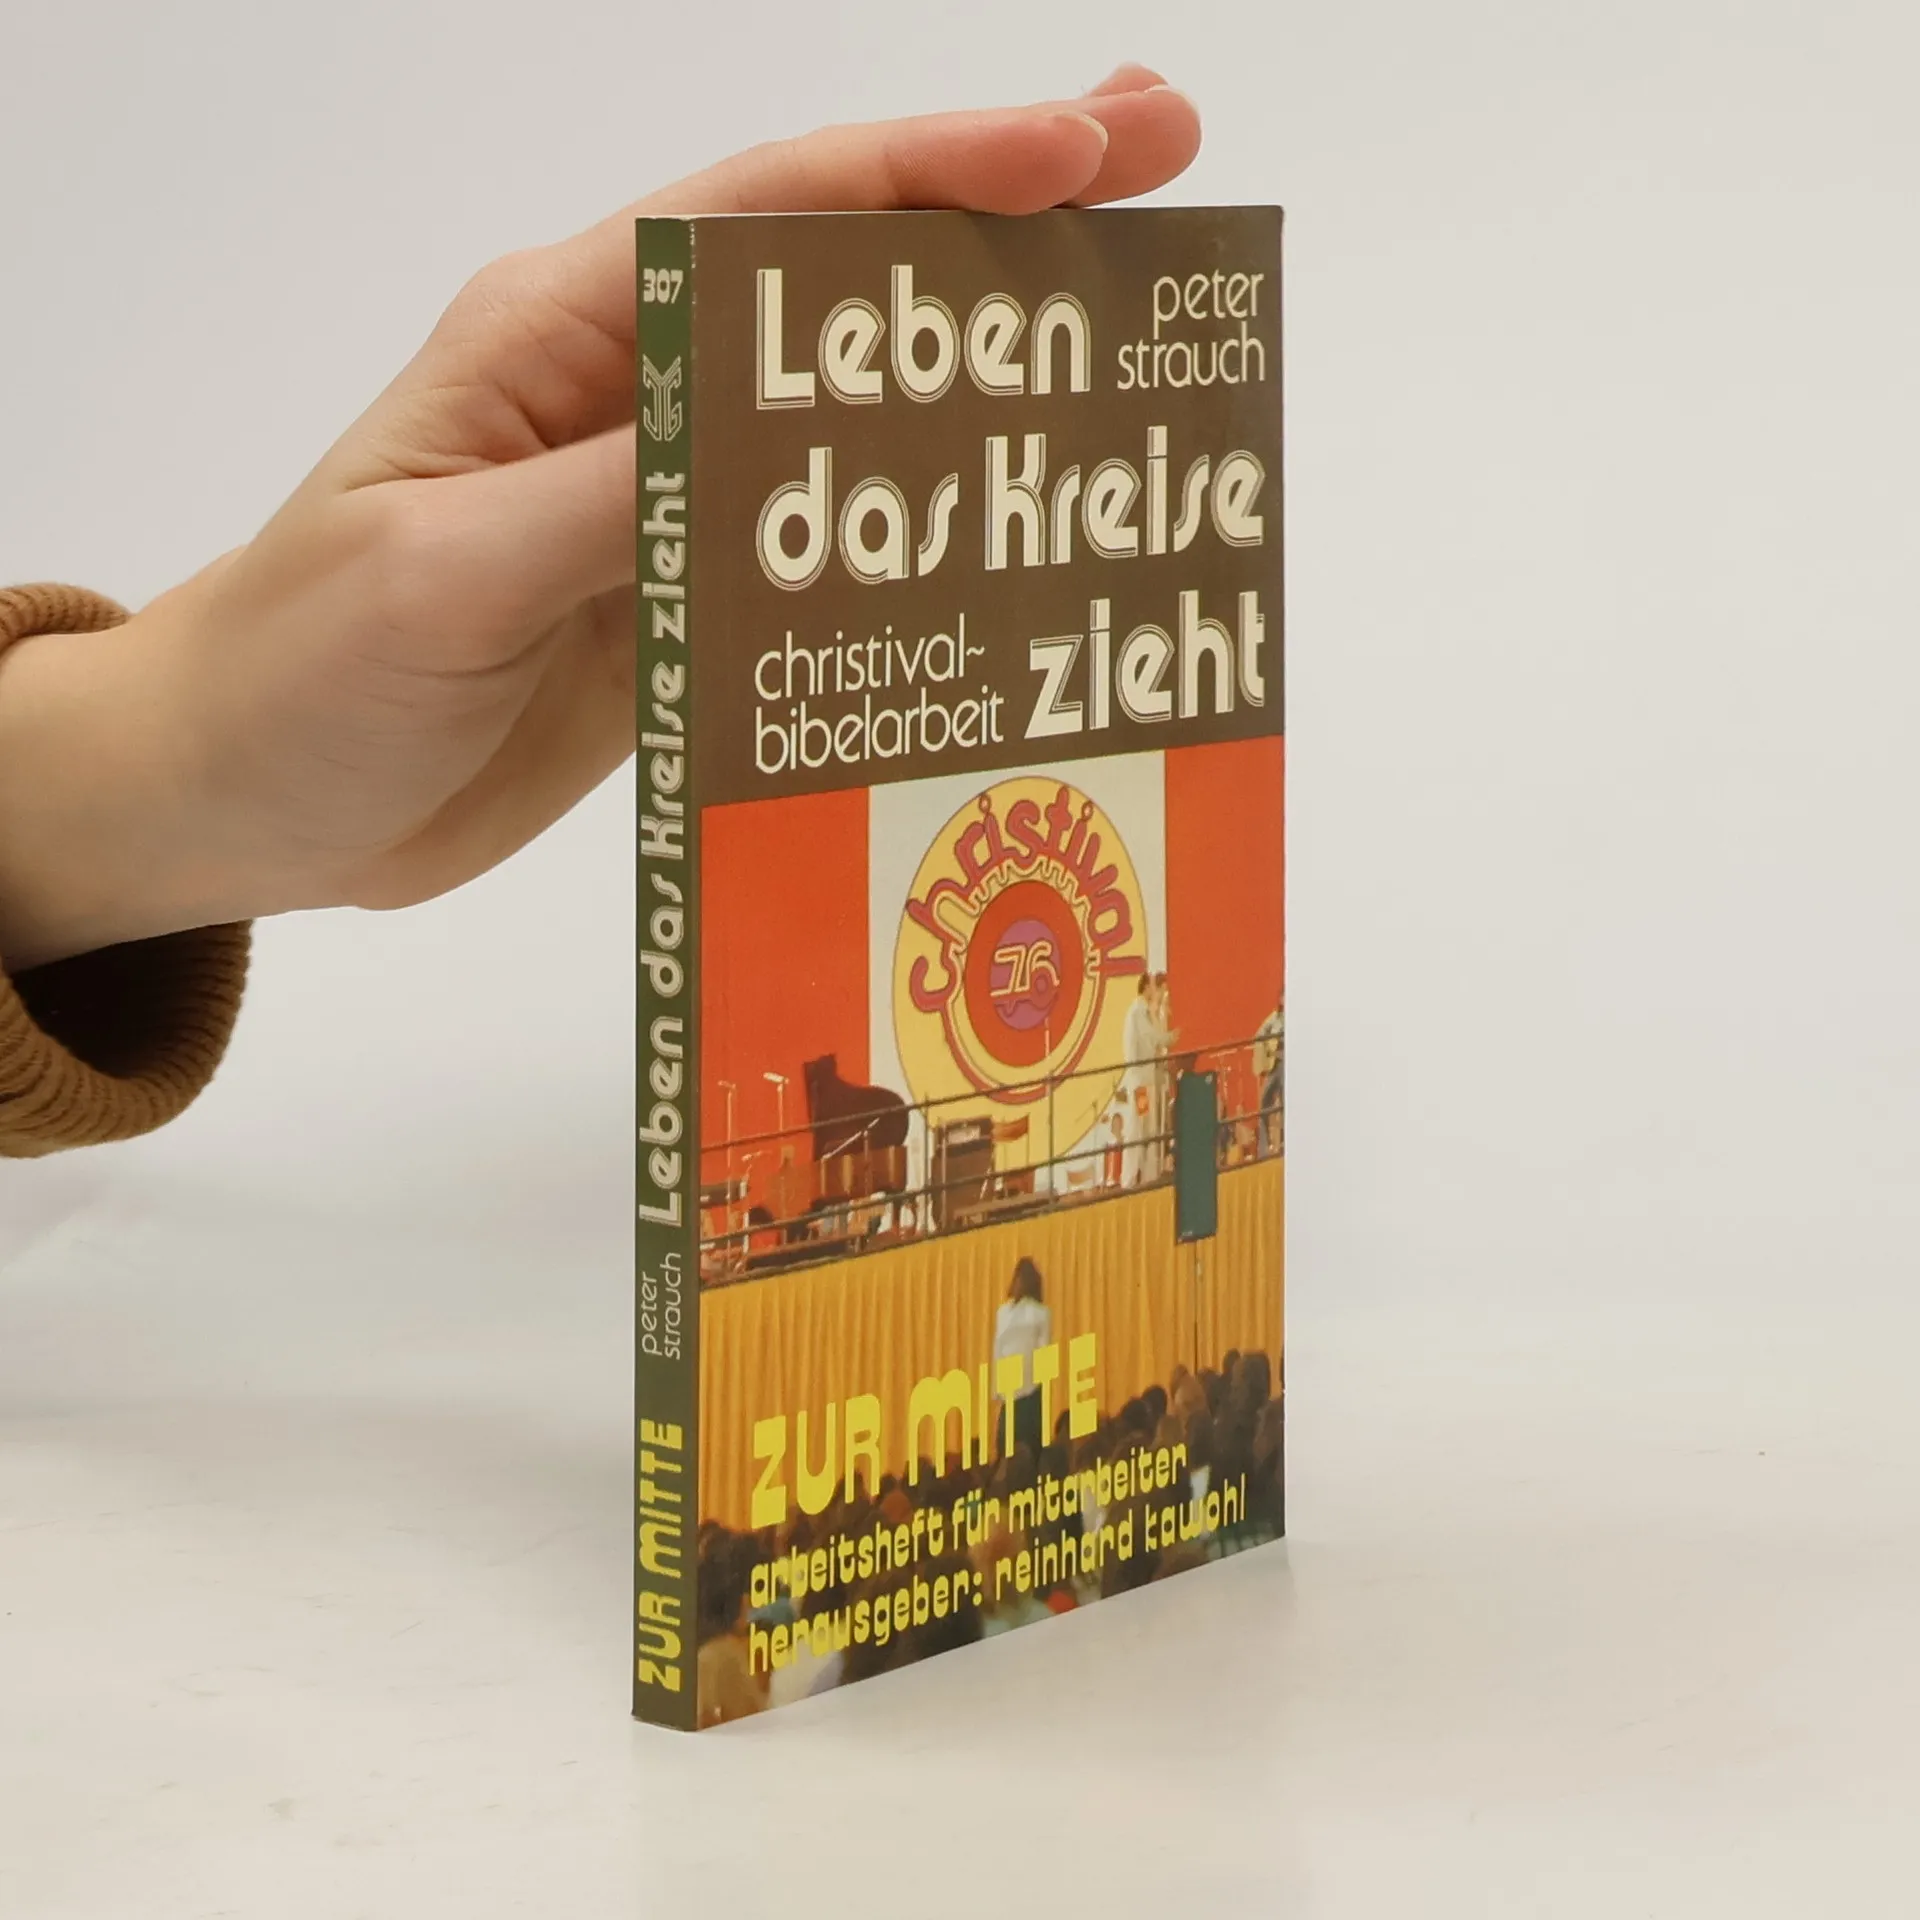 307
Leben das Kreise zieht
peter
strauch
ZUR MITTE
Leben
peter
strauch
das Kreise
christival-
bibelarbeit
zieht
christival
76
ZUR MITTE
arbeitsheft für mitarbeiter
herausgeber: reinhard kawohl